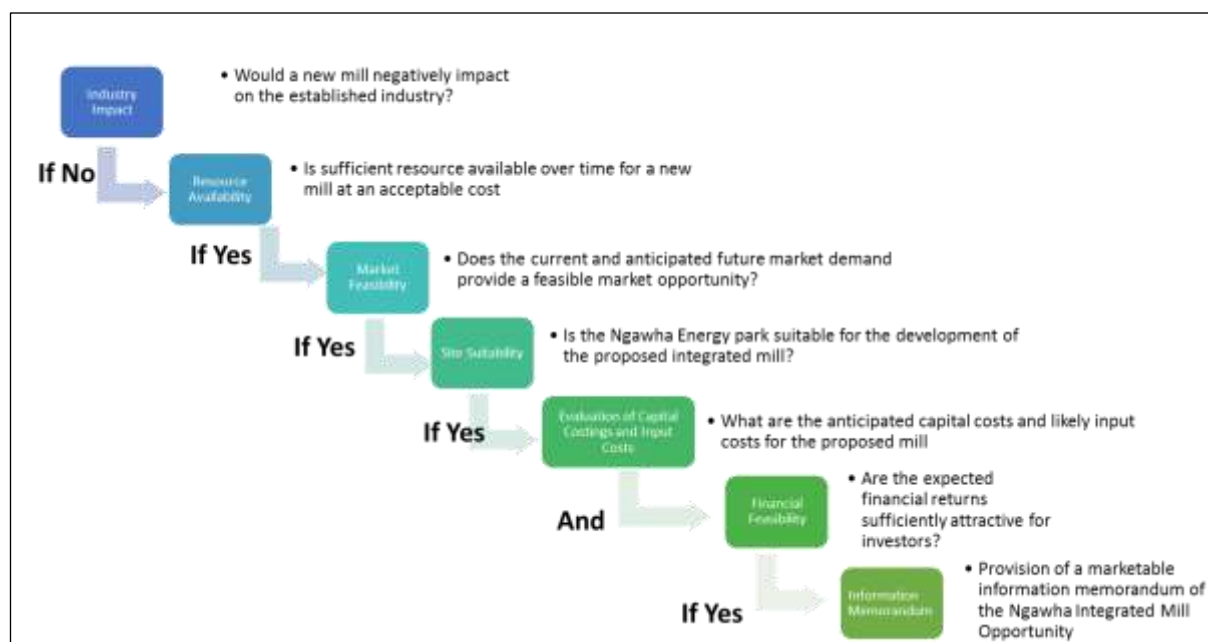 Industry
Impact
• Would a new mill negatively impact
on the established industry?
If No
Resource
Availability
• Is sufficient resource available over time for a new
mill at an acceptable cost
If Yes
Market
Feasibility
• Does the current and anticipated future market demand
provide a feasible market opportunity?
If Yes
Site Suitability
• Is the Ngawha Energy park suitable for the development of
the proposed integrated mill?
If Yes
Evaluation of Capital
Costings and Input
Costs
• What are the anticipated capital costs and likely input
costs for the proposed mill
And
Financial
Feasibility
• Are the expected
financial returns
sufficiently attractive for
investors?
If Yes
Information
Memorandum
• Provision of a marketable
information memorandum of
the Ngawha Integrated Mill
Opportunity